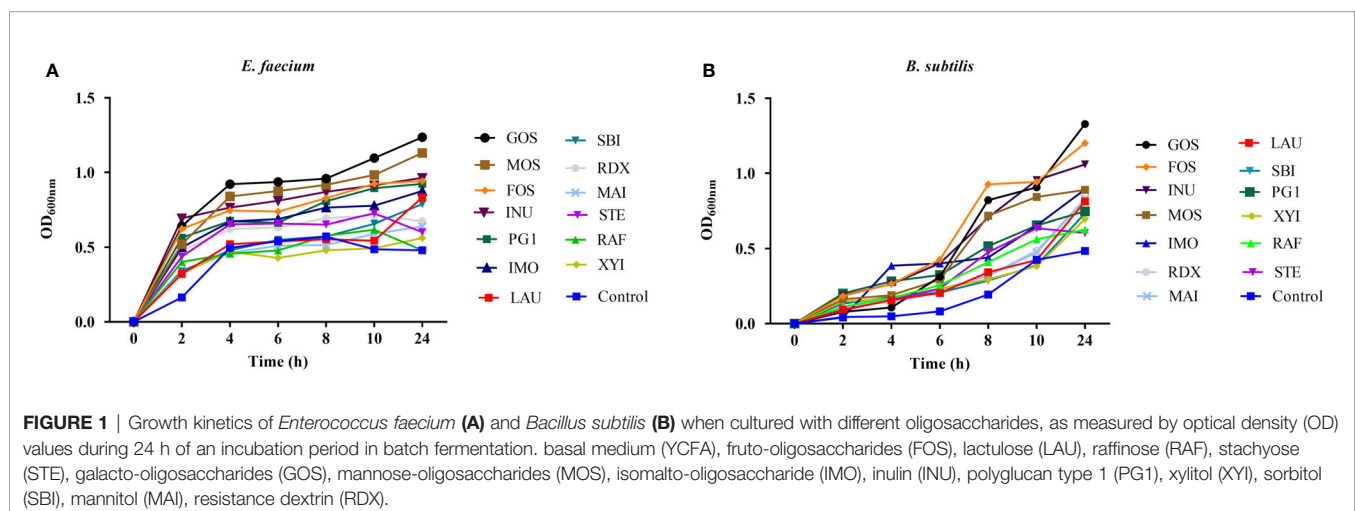 A
E. faecium
OD600nm
1.5
1.0
0.5
0.0
0 2 4 6 8 10 24
Time (h)
GOS
MOS
FOS
INU
PG1
IMO
LAU
SBI
RDX
MAI
STE
RAF
XYI
Control
B
B. subtilis
OD600nm
1.5
1.0
0.5
0.0
0 2 4 6 8 10 24
Time (h)
GOS
FOS
INU
MOS
IMO
RDX
MAI
LAU
SBI
PG1
XYI
RAF
STE
Control
FIGURE 1 | Growth kinetics of Enterococcus faecium (A) and Bacillus subtilis (B) when cultured with different oligosaccharides, as measured by optical density (OD)
values during 24 h of an incubation period in batch fermentation. basal medium (YCFA), fruto-oligosaccharides (FOS), lactulose (LAU), raffinose (RAF), stachyose
(STE), galacto-oligosaccharides (GOS), mannose-oligosaccharides (MOS), isomalto-oligosaccharide (IMO), inulin (INU), polyglucan type 1 (PG1), xylitol (XYI), sorbitol
(SBI), mannitol (MAI), resistance dextrin (RDX).